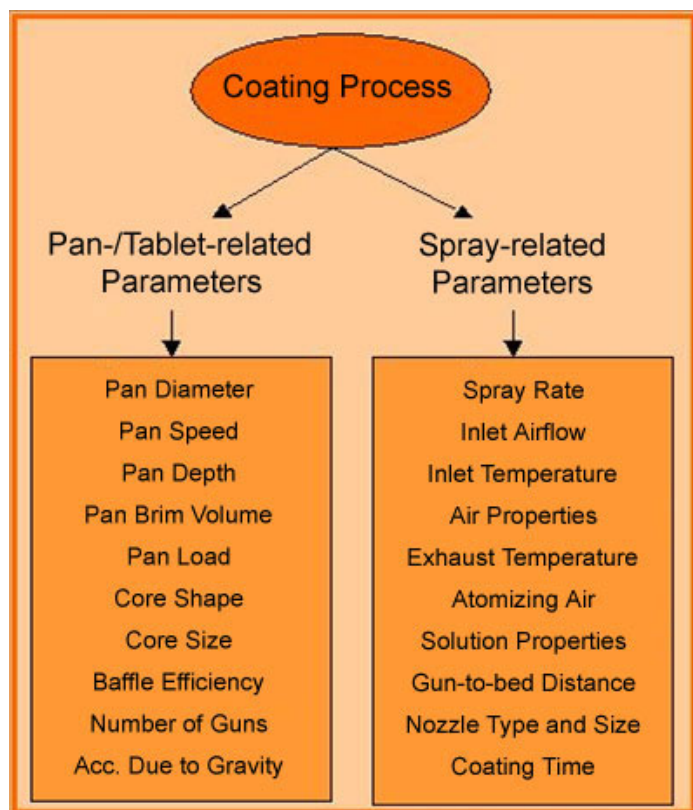 Coating Process
Pan-/Tablet-related
Parameters
Spray-related
Parameters
Pan Diameter
Pan Speed
Pan Depth
Pan Brim Volume
Pan Load
Core Shape
Core Size
Baffle Efficiency
Number of Guns
Acc. Due to Gravity
Spray Rate
Inlet Airflow
Inlet Temperature
Air Properties
Exhaust Temperature
Atomizing Air
Solution Properties
Gun-to-bed Distance
Nozzle Type and Size
Coating Time